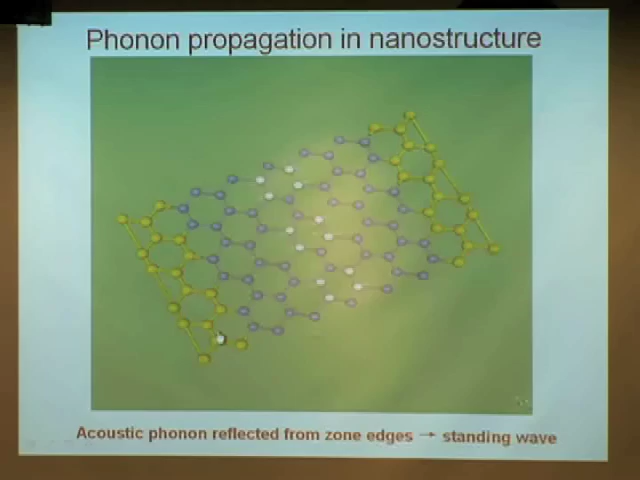 Phonon propagation in nanostructure
Acoustic phonon reflected from zone edges → standing wave